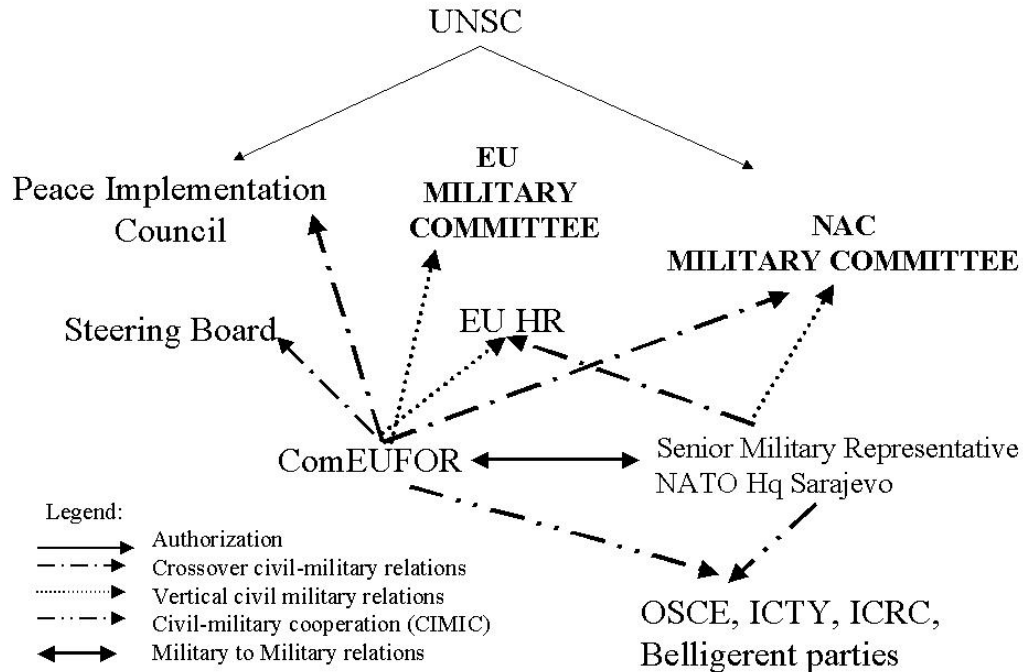 UNSC
Peace Implementation
Council
EU
MILITARY
COMMITTEE
NAC
MILITARY COMMITTEE
Steering Board
EU HR
ComEUFOR
Senior Military Representative
NATO Hq Sarajevo
Legend:
Authorization
Crossover civil-military relations
Vertical civil military relations
Civil-military cooperation (CIMIC)
Military to Military relations
OSCE, ICTY, ICRC,
Belligerent parties